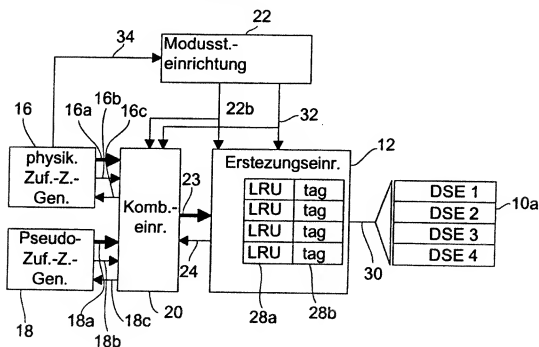 22
34
Modusst.-
einrichtung
16
16a
16b
16c
22b
32
12
physik.
Zuf.-Z.-
Gen.
Komb.-
einr.
23
24
Erstezungseinr.
LRU tag
LRU tag
LRU tag
LRU tag
DSE 1
DSE 2
DSE 3
DSE 4
10a
30
Pseudo-
Zuf.-Z.-
Gen.
18
18a
18b
18c
20
28a
28b